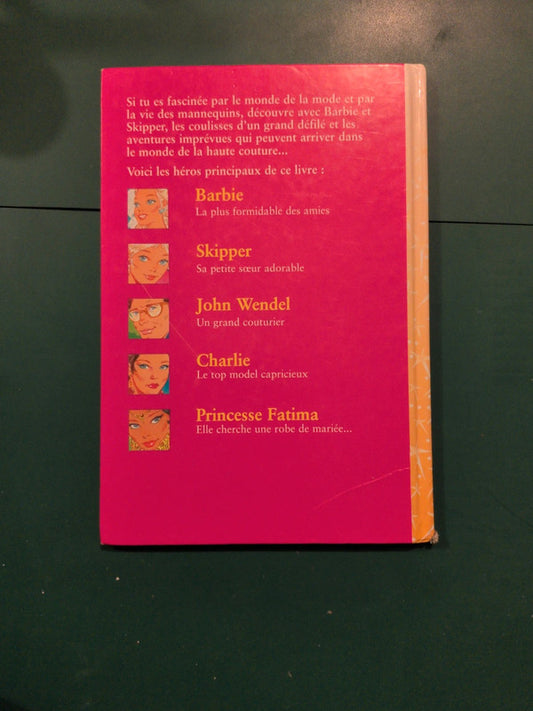 Si tu es fascinée par le monde de la mode et par
la vie des mannequins, découvre avec Barbie et
Skipper, les coulisses d'un grand défilé et les
aventures imprévues qui peuvent arriver dans
le monde de la haute couture...
Voici les héros principaux de ce livre :
Barbie
La plus formidable des amies
Skipper
Sa petite sœur adorable
John Wendel
Un grand couturier
Charlie
Le top model capricieux
Princesse Fatima
Elle cherche une robe de mariée...